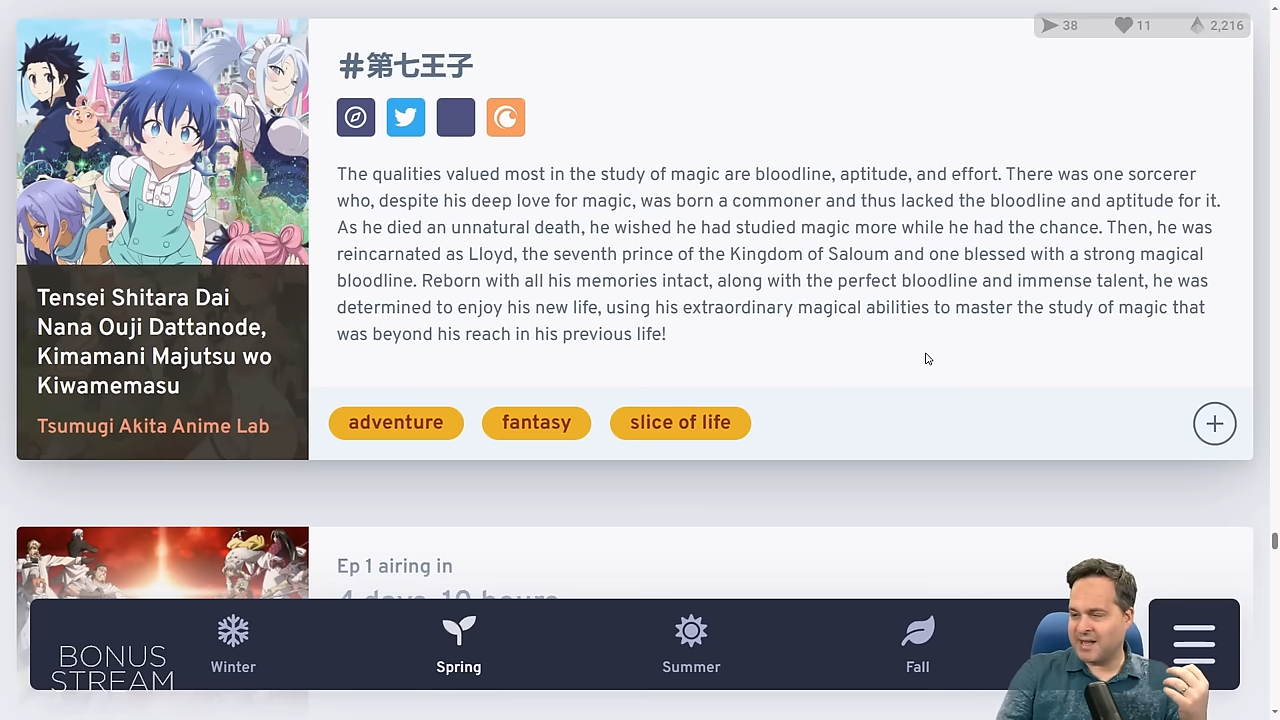 38 11 2,216
#第七王子
The qualities valued most in the study of magic are bloodline, aptitude, and effort. There was one sorcerer
who, despite his deep love for magic, was born a commoner and thus lacked the bloodline and aptitude for it.
As he died an unnatural death, he wished he had studied magic more while he had the chance. Then, he was
reincarnated as Lloyd, the seventh prince of the Kingdom of Saloum and one blessed with a strong magical
bloodline. Reborn with all his memories intact, along with the perfect bloodline and immense talent, he was
determined to enjoy his new life, using his extraordinary magical abilities to master the study of magic that
was beyond his reach in his previous life!
Tensei Shitara Dai
Nana Ouji Dattanode,
Kimamani Majutsu wo
Kiwamemasu
Tsumugi Akita Anime Lab
adventure fantasy slice of life
Ep 1 airing in
4 days, 10 hours
Winter Spring Summer Fall
BONUS
STREAM